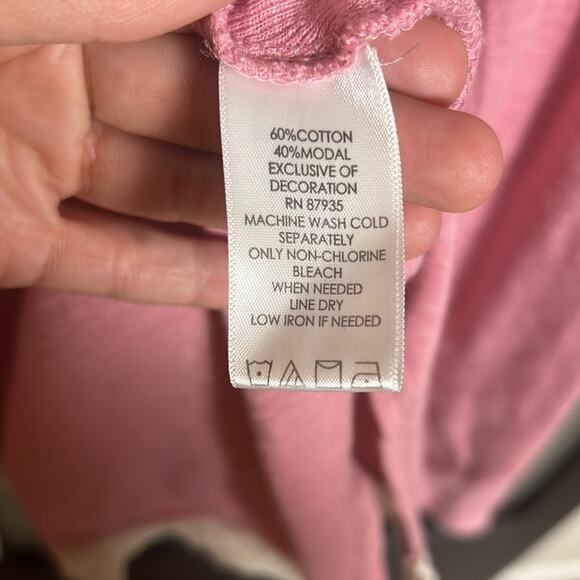 60%COTTON
40%MODAL
EXCLUSIVE OF
DECORATION
RN 87935
MACHINE WASH COLD
SEPARATELY
ONLY NON-CHLORINE
BLEACH
WHEN NEEDED
LINE DRY
LOW IRON IF NEEDED